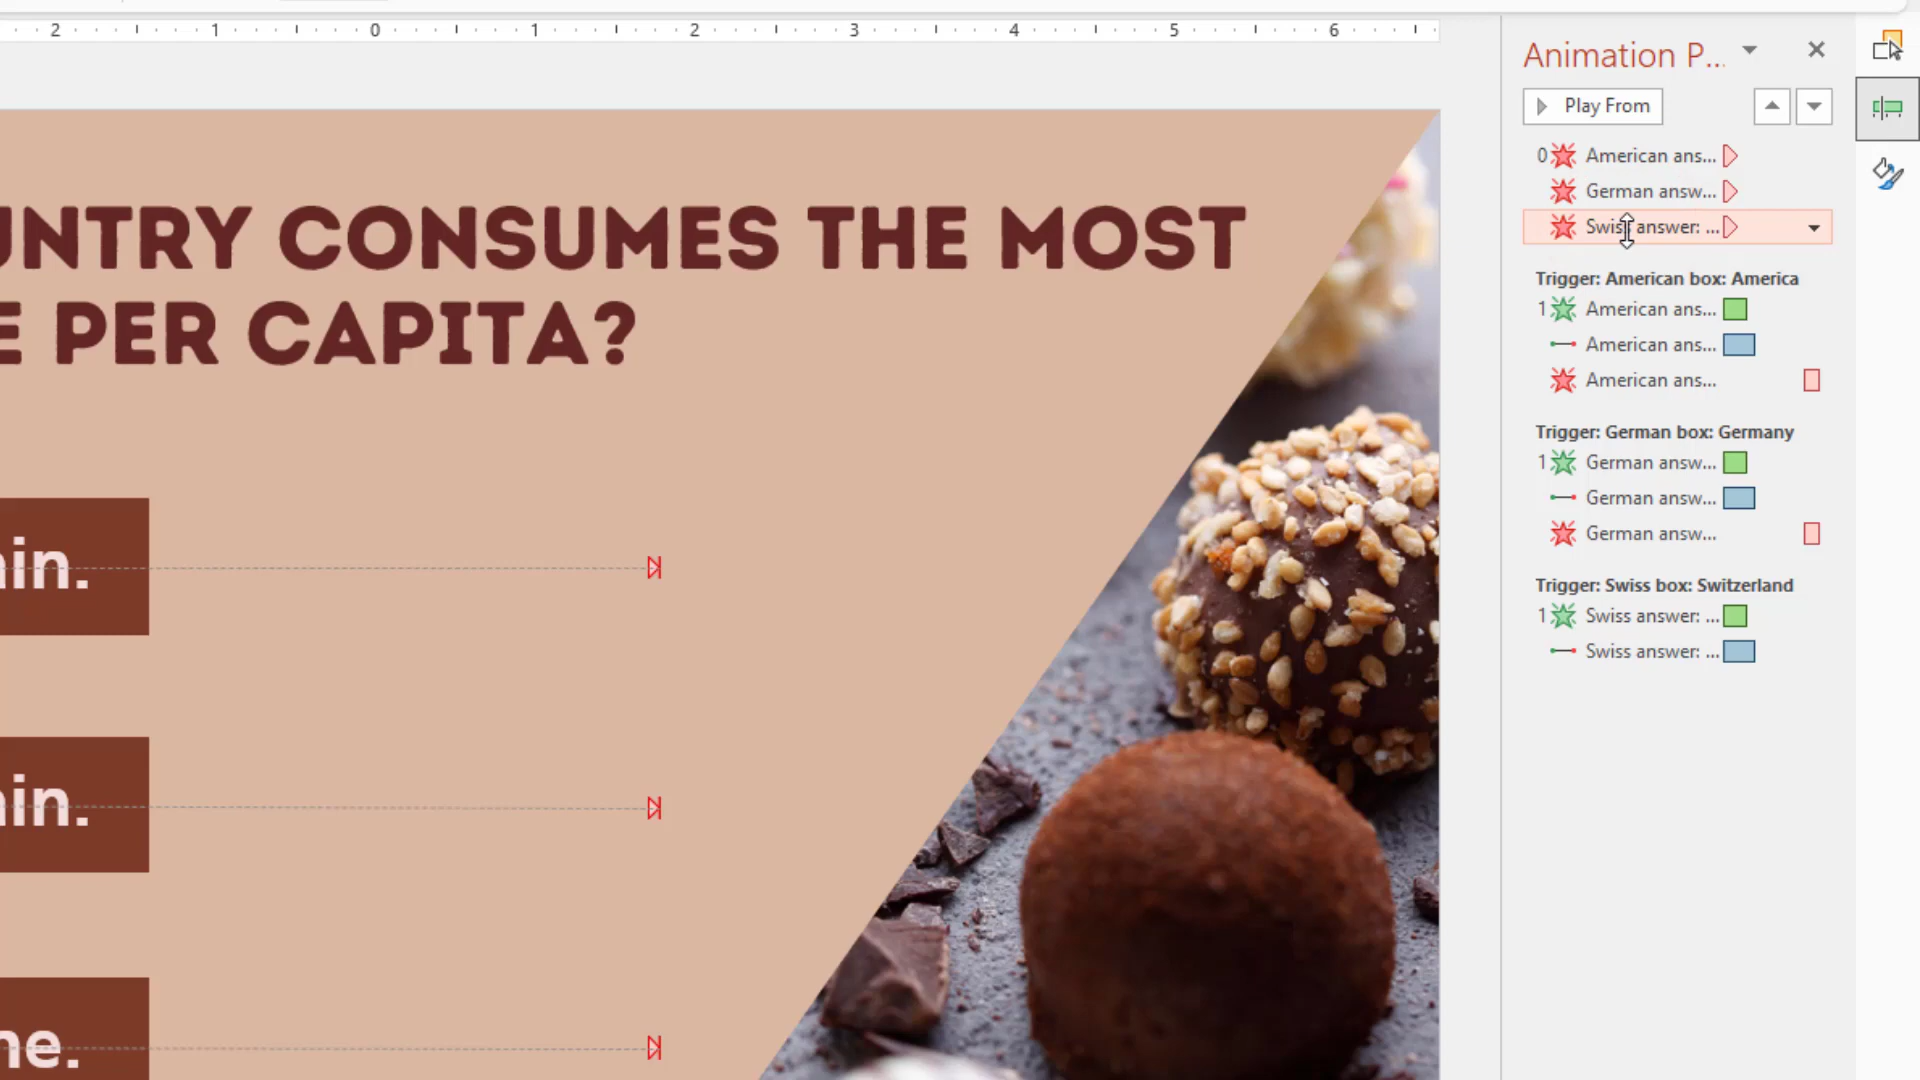 2 1 0 1 2 3 4 5 6
Animation P...
Play From
0 American ans...
German answ...
Swiss answer: ...
Trigger: American box: America
1 American ans...
American ans...
American ans...
Trigger: German box: Germany
1 German answ...
German answ...
German answ...
Trigger: Swiss box: Switzerland
1 Swiss answer: ...
Swiss answer: ...
UNTRY CONSUMES THE MOST
E PER CAPITA?
ain.
ain.
ne.